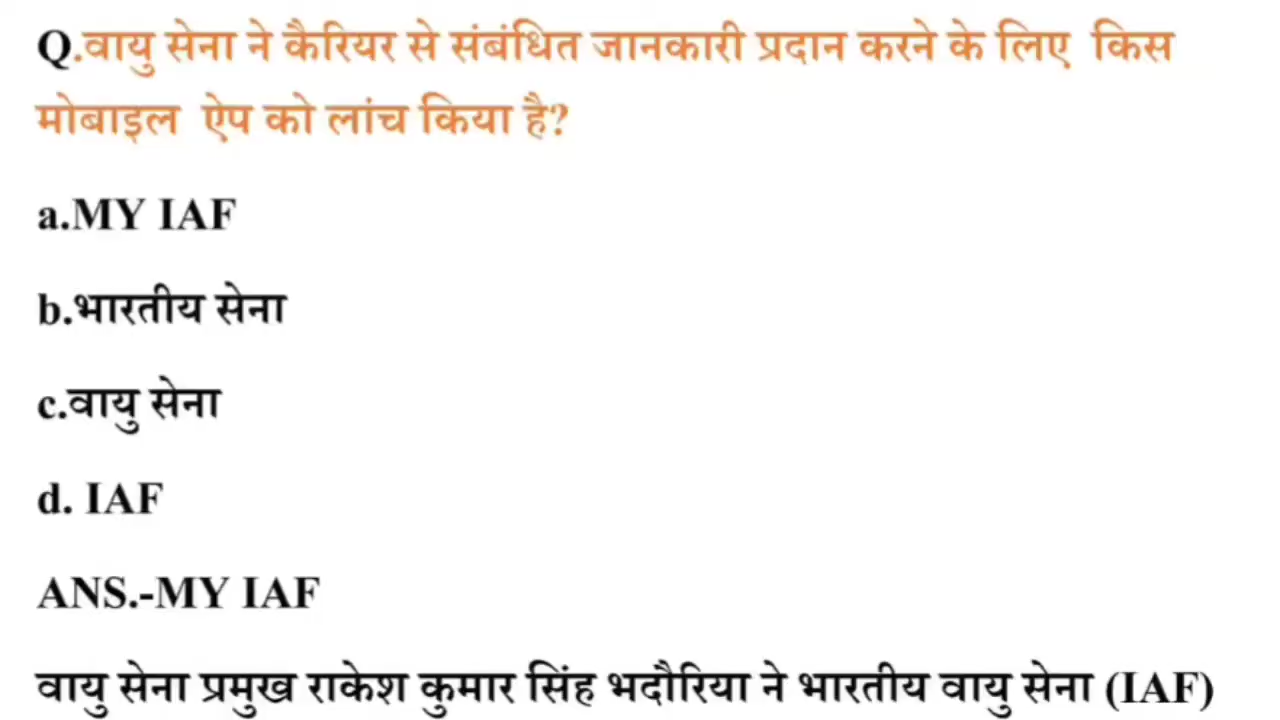 Q.वायु सेना ने कैरियर से संबंधित जानकारी प्रदान करने के लिए किस
मोबाइल ऐप को लांच किया है?
a.MY IAF
b.भारतीय सेना
c.वायु सेना
d. IAF
ANS.-MY IAF
वायु सेना प्रमुख राकेश कुमार सिंह भदौरिया ने भारतीय वायु सेना (IAF)